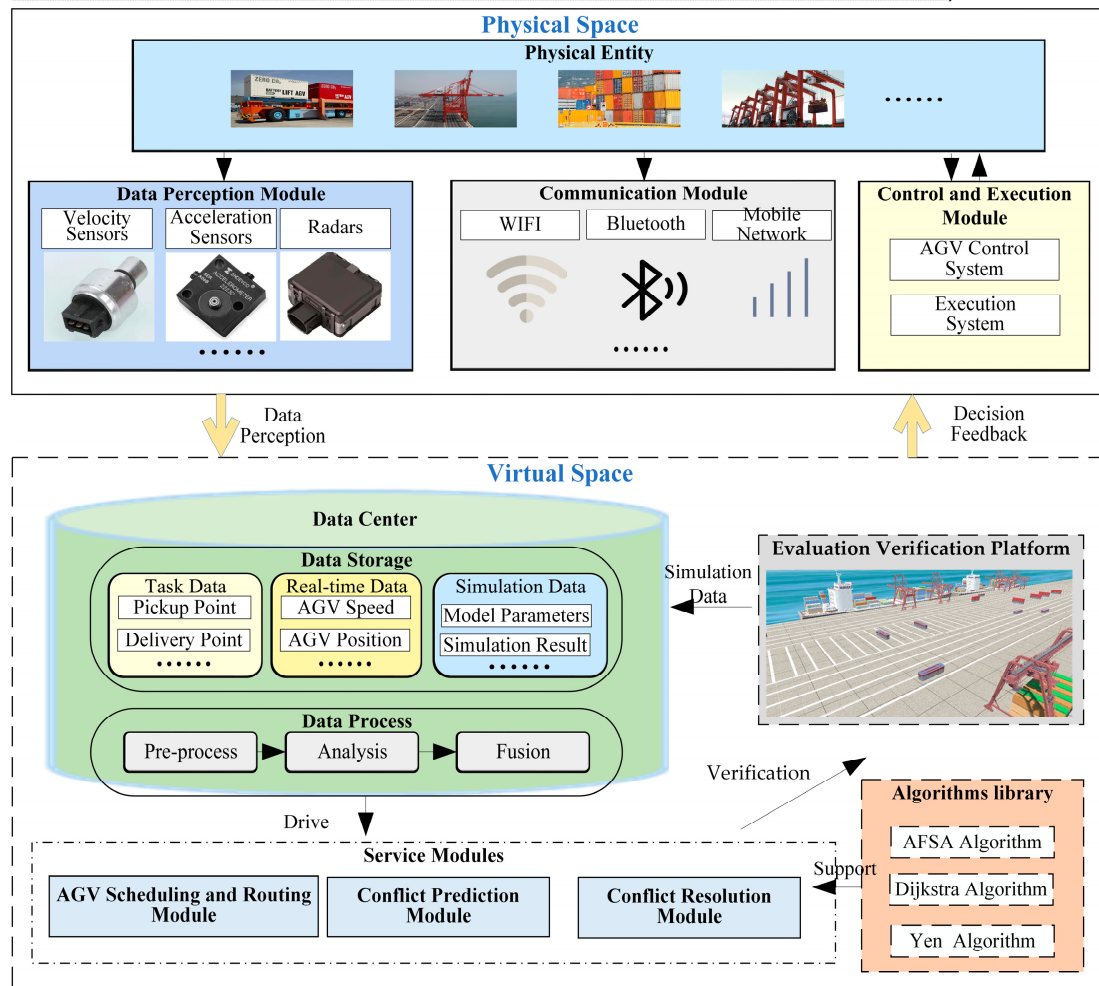 Physical Space
Physical Entity
ZERO
LIFT AGV
Data Perception Module
Velocity
Sensors
Acceleration
Sensors
Radars
ACCELEROMETER
Communication Module
WIFI
Bluetooth
Mobile
Network
Control and Execution
Module
AGV Control
System
Execution
System
Data
Perception
Decision
Feedback
Virtual Space
Data Center
Data Storage
Task Data
Pickup Point
Delivery Point
Real-time Data
AGV Speed
AGV Position
Simulation Data
Model Parameters
Simulation Result
Simulation
Data
Evaluation Verification Platform
Data Process
Pre-process
Analysis
Fusion
Drive
Verification
Service Modules
AGV Scheduling and Routing
Module
Conflict Prediction
Module
Conflict Resolution
Module
Support
Algorithms library
AFSA Algorithm
Dijkstra Algorithm
Yen Algorithm